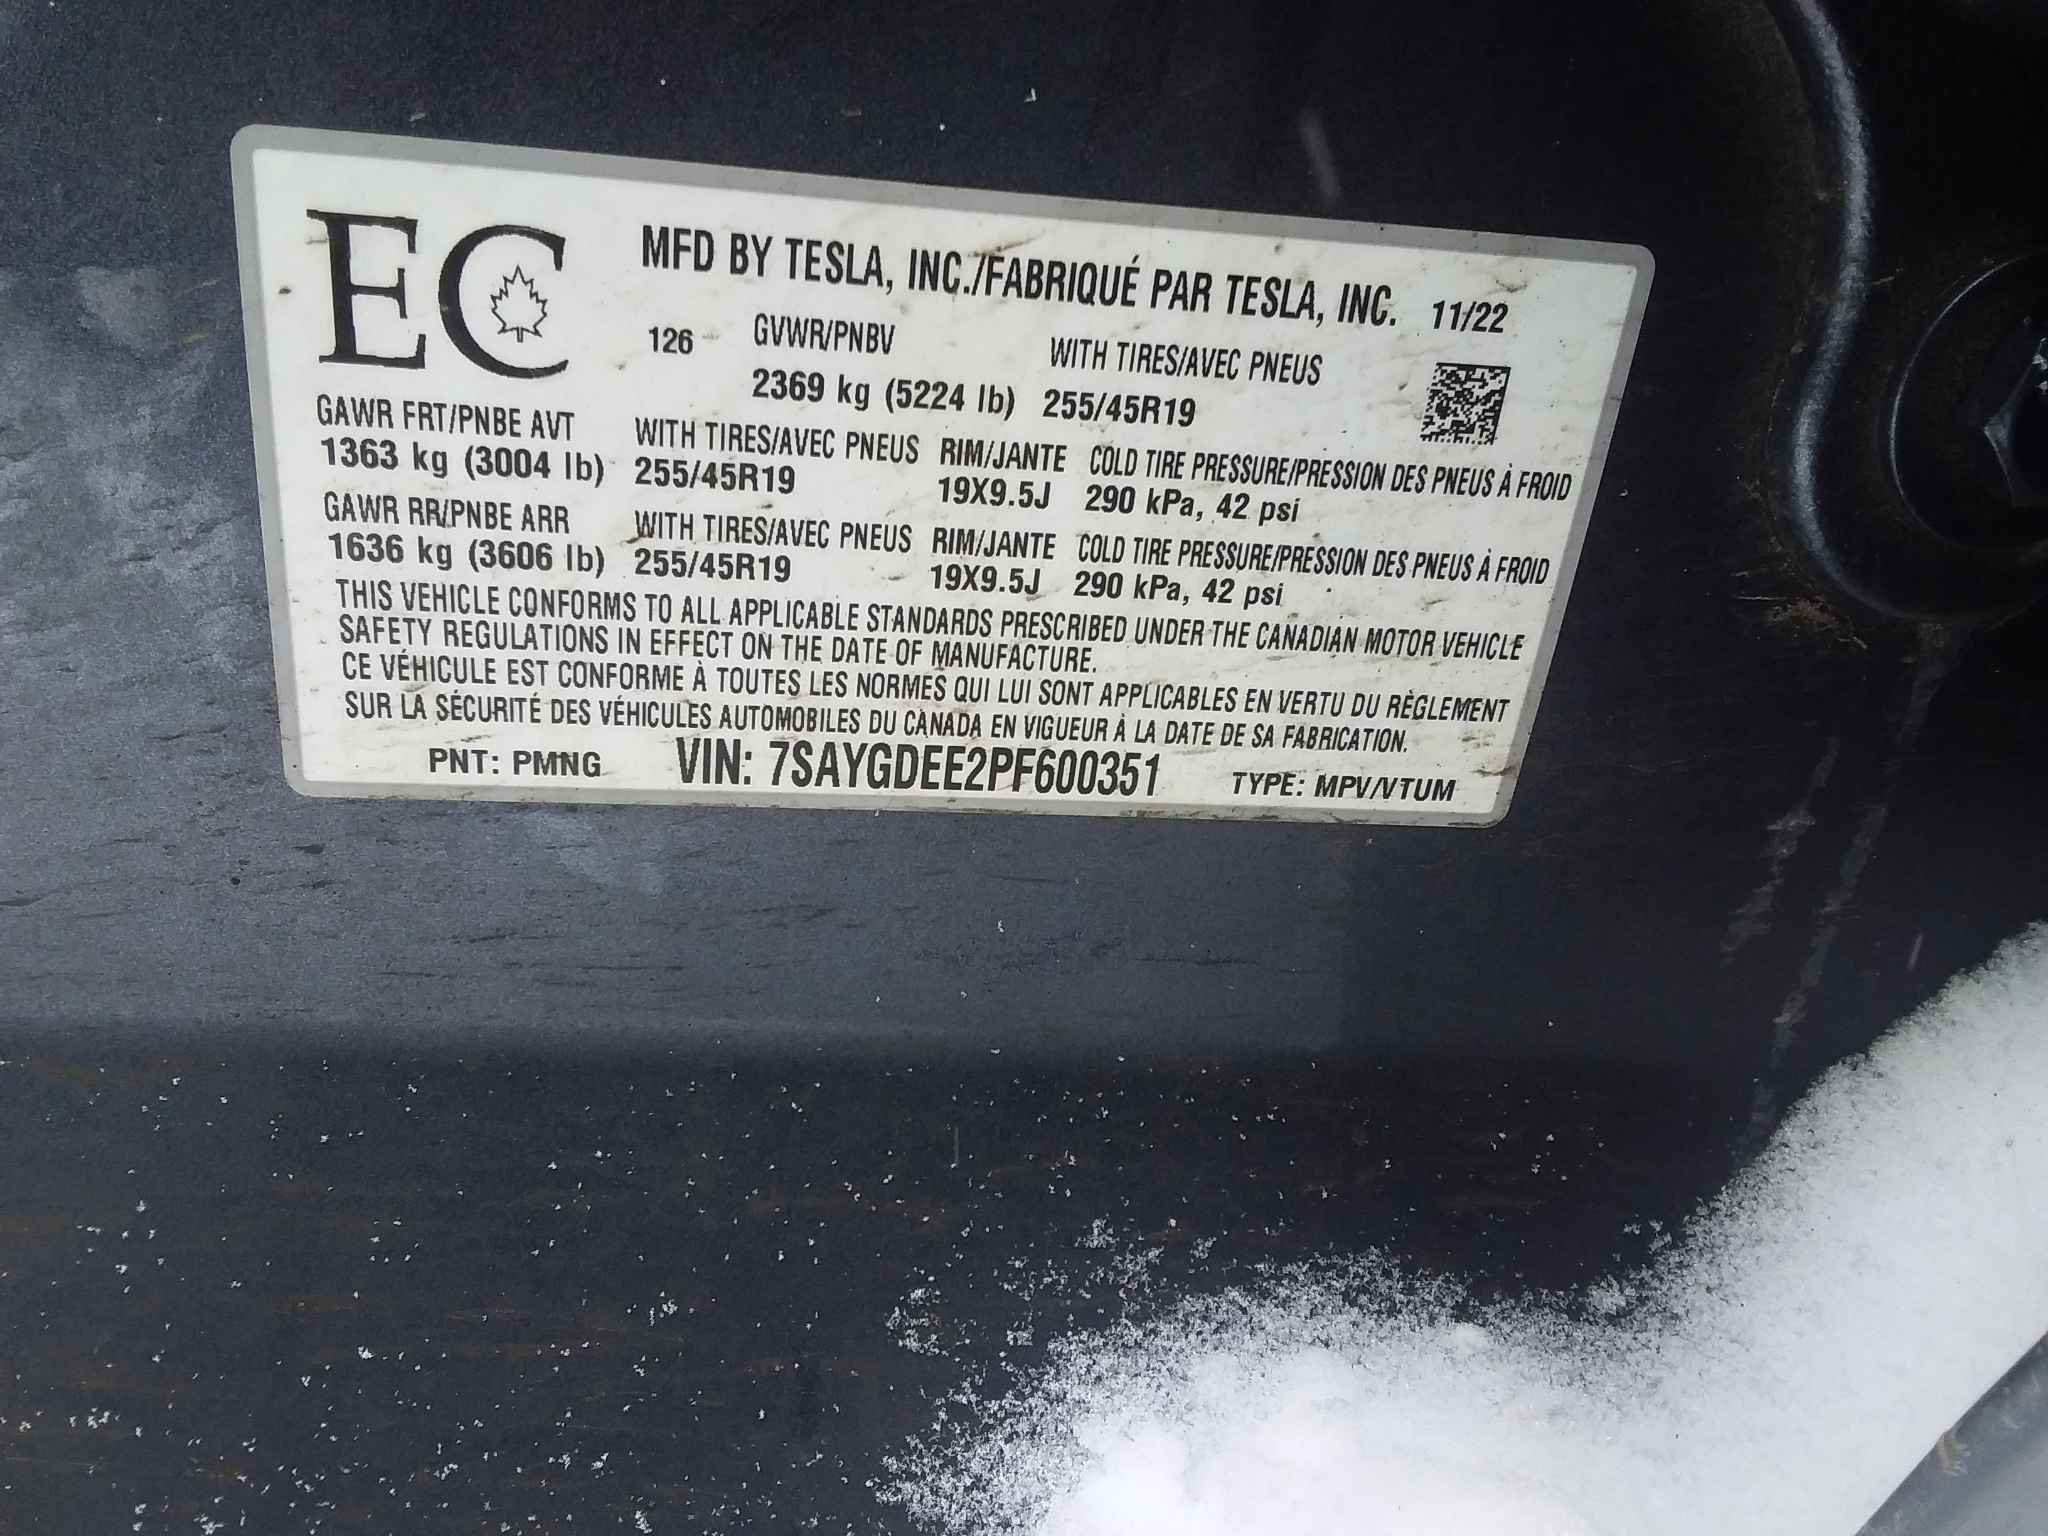 EC
MFD BY TESLA, INC./FABRIQUÉ PAR TESLA, INC. 11/22
126 GVWR/PNBV WITH TIRES/AVEC PNEUS
2369 kg (5224 lb) 255/45R19
GAWR FRT/PNBE AVT WITH TIRES/AVEC PNEUS RIM/JANTE COLD TIRE PRESSURE/PRESSION DES PNEUS À FROID
1363 kg (3004 lb) 255/45R19 19X9.5J 290 kPa, 42 psi
GAWR RR/PNBE ARR WITH TIRES/AVEC PNEUS RIM/JANTE COLD TIRE PRESSURE/PRESSION DES PNEUS À FROID
1636 kg (3606 lb) 255/45R19 19X9.5J 290 kPa, 42 psi
THIS VEHICLE CONFORMS TO ALL APPLICABLE STANDARDS PRESCRIBED UNDER THE CANADIAN MOTOR VEHICLE
SAFETY REGULATIONS IN EFFECT ON THE DATE OF MANUFACTURE.
CE VÉHICULE EST CONFORME À TOUTES LES NORMES QUI LUI SONT APPLICABLES EN VERTU DU RÈGLEMENT
SUR LA SÉCURITÉ DES VÉHICULES AUTOMOBILES DU CANADA EN VIGUEUR À LA DATE DE SA FABRICATION.
PNT: PMNG VIN: 7SAYGDEE2PF600351 TYPE: MPV/VTUM